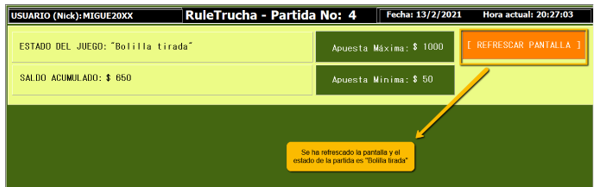 USUARIO (Nick): MIGUE20XX RuleTrucha - Partida No: 4 Fecha: 13/2/2021 Hora actual: 20:27:03
ESTADO DEL JUEGO: "Bolilla tirada" Apuesta Máxima: $ 1000 [ REFRESCAR PANTALLA ]
SALDO ACUMULADO: $ 650 Apuesta Minima: $ 50
Se ha refrescado la pantalla y el
estado de la partida es "Bolilla tirada"